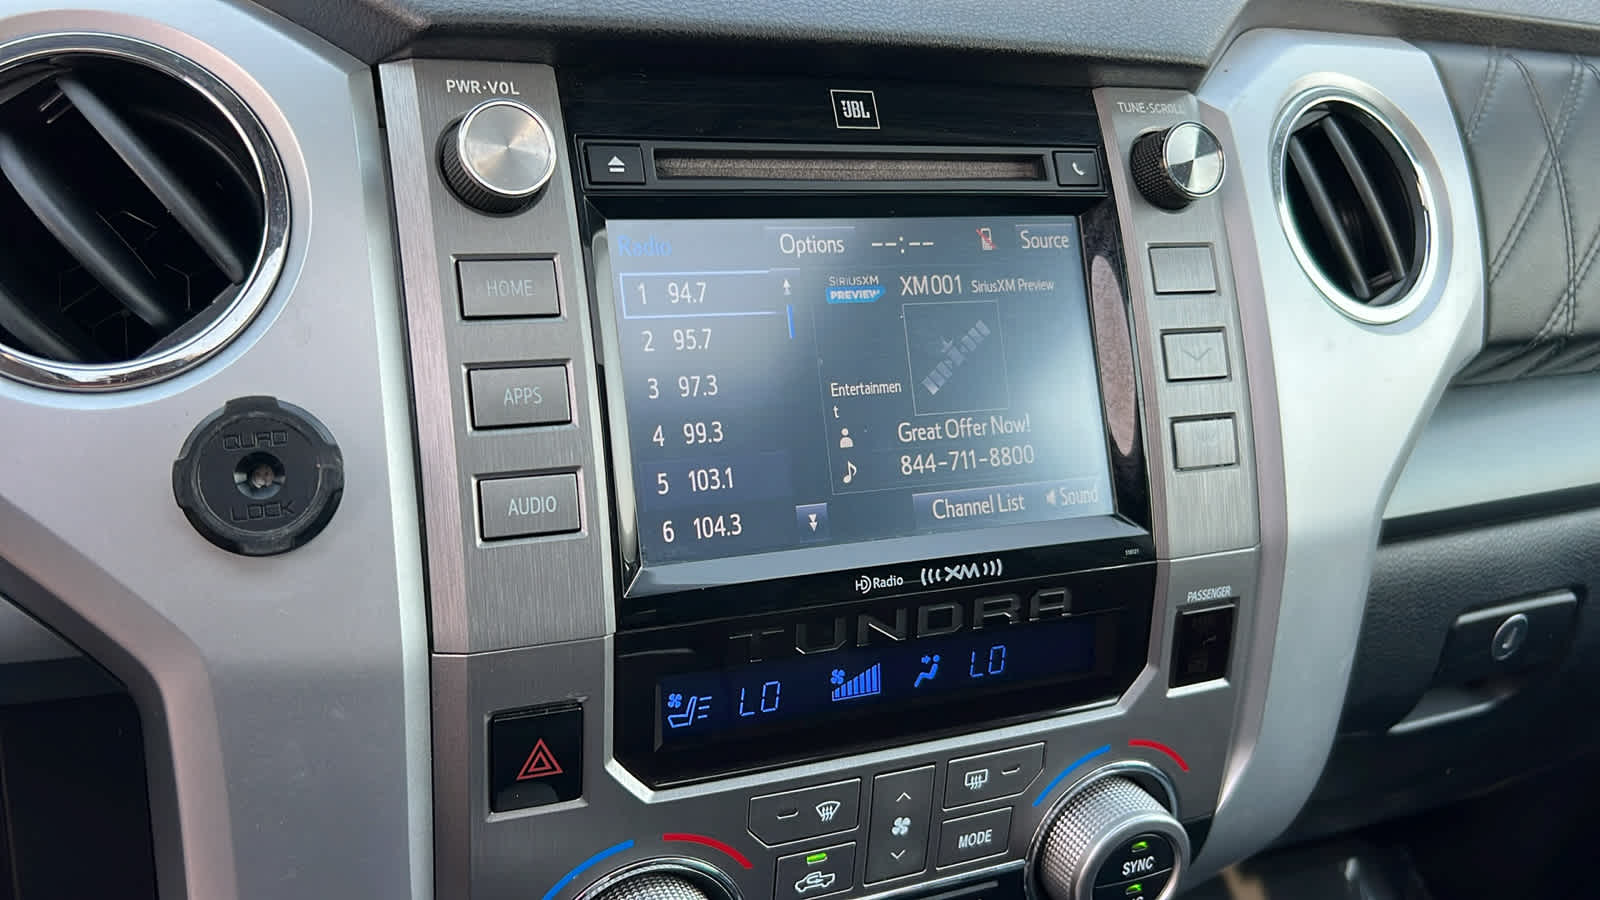 PWR·VOL
JBL
TUNE·SCROLL
HOME
APPS
AUDIO
QUAD
LOCK
Radio
Options
--:--
Source
1 94.7
2 95.7
3 97.3
4 99.3
5 103.1
6 104.3
SIRIUSXM
PREVIEW
XM001 SiriusXM Preview
Entertainmen
t
Great Offer Now!
844-711-8800
Channel List
Sound
HD Radio
((( XM )))
TUNDRA
PASSENGER
LO
LO
MODE
SYNC